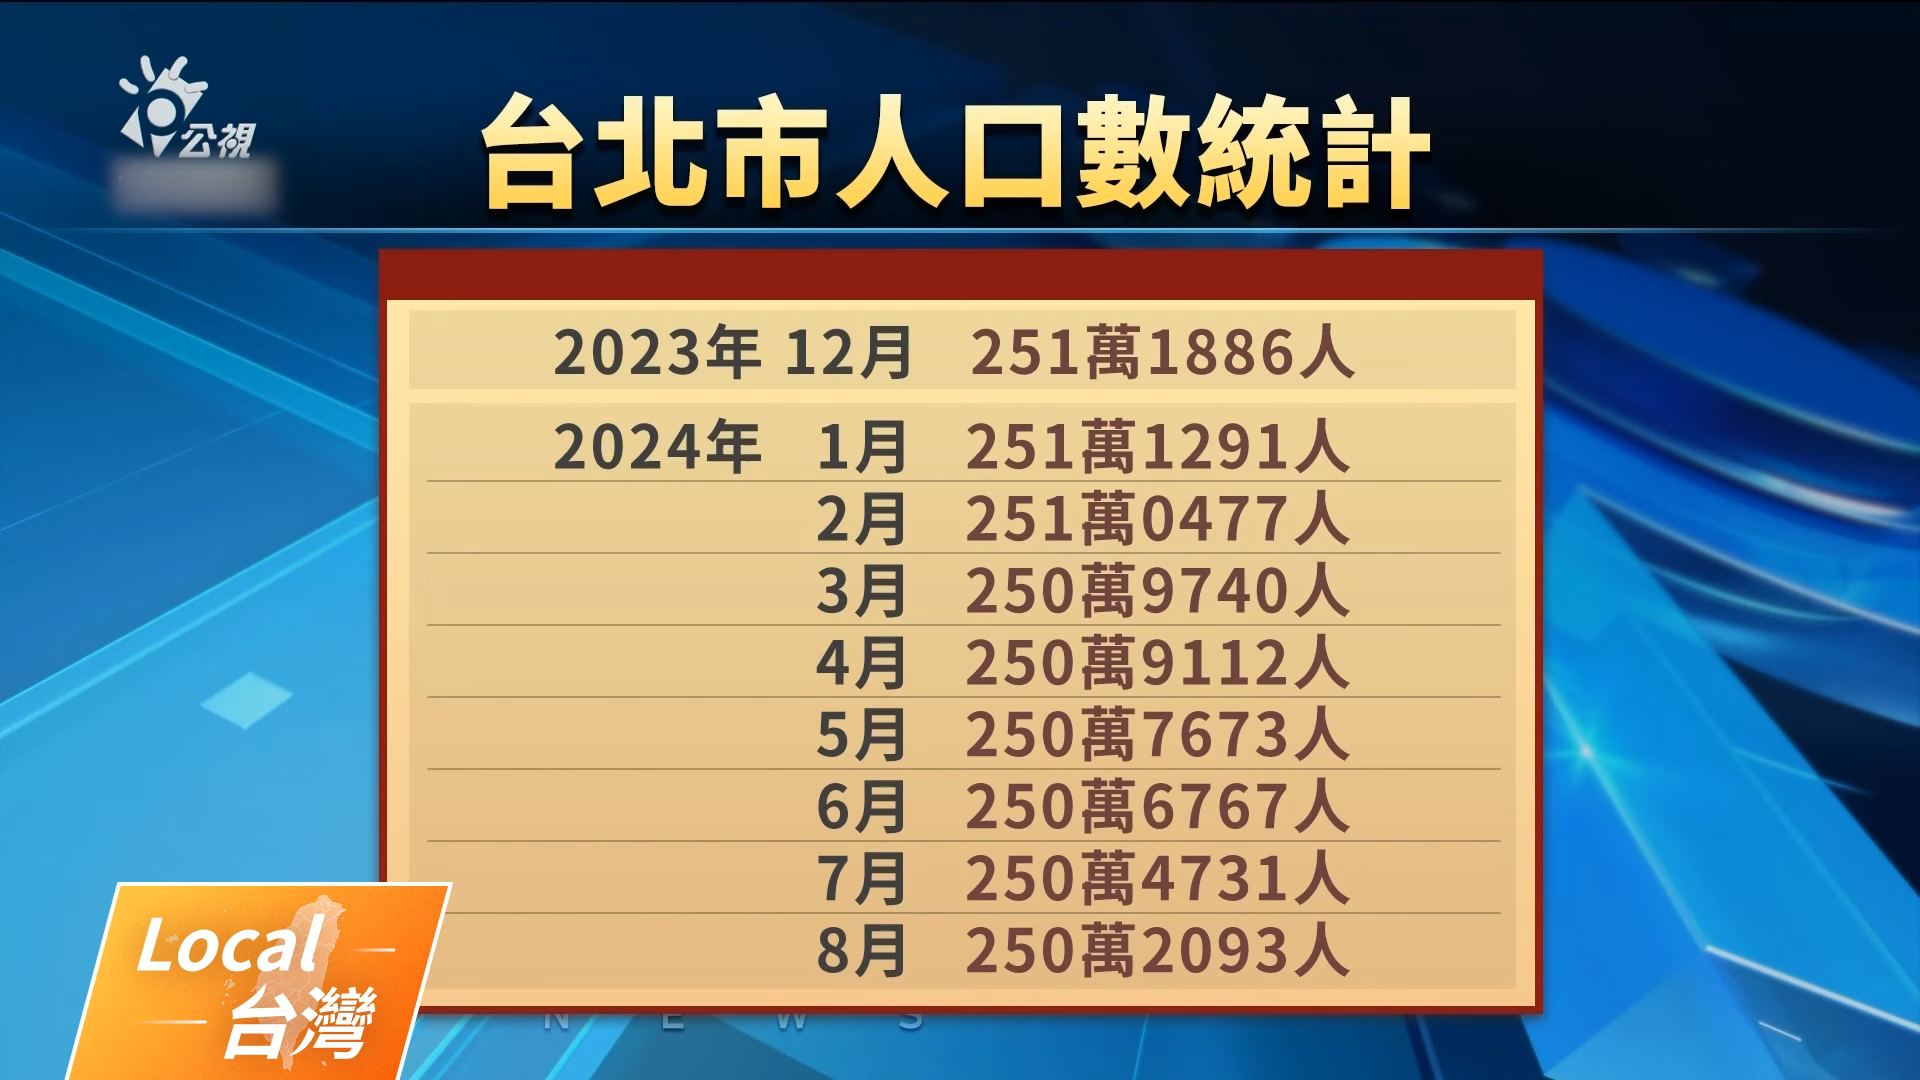 公視
台北市人口數統計
2023年 12月 251萬1886人
2024年 1月 251萬1291人
2月 251萬0477人
3月 250萬9740人
4月 250萬9112人
5月 250萬7673人
6月 250萬6767人
7月 250萬4731人
8月 250萬2093人
Local
台灣
NEWS